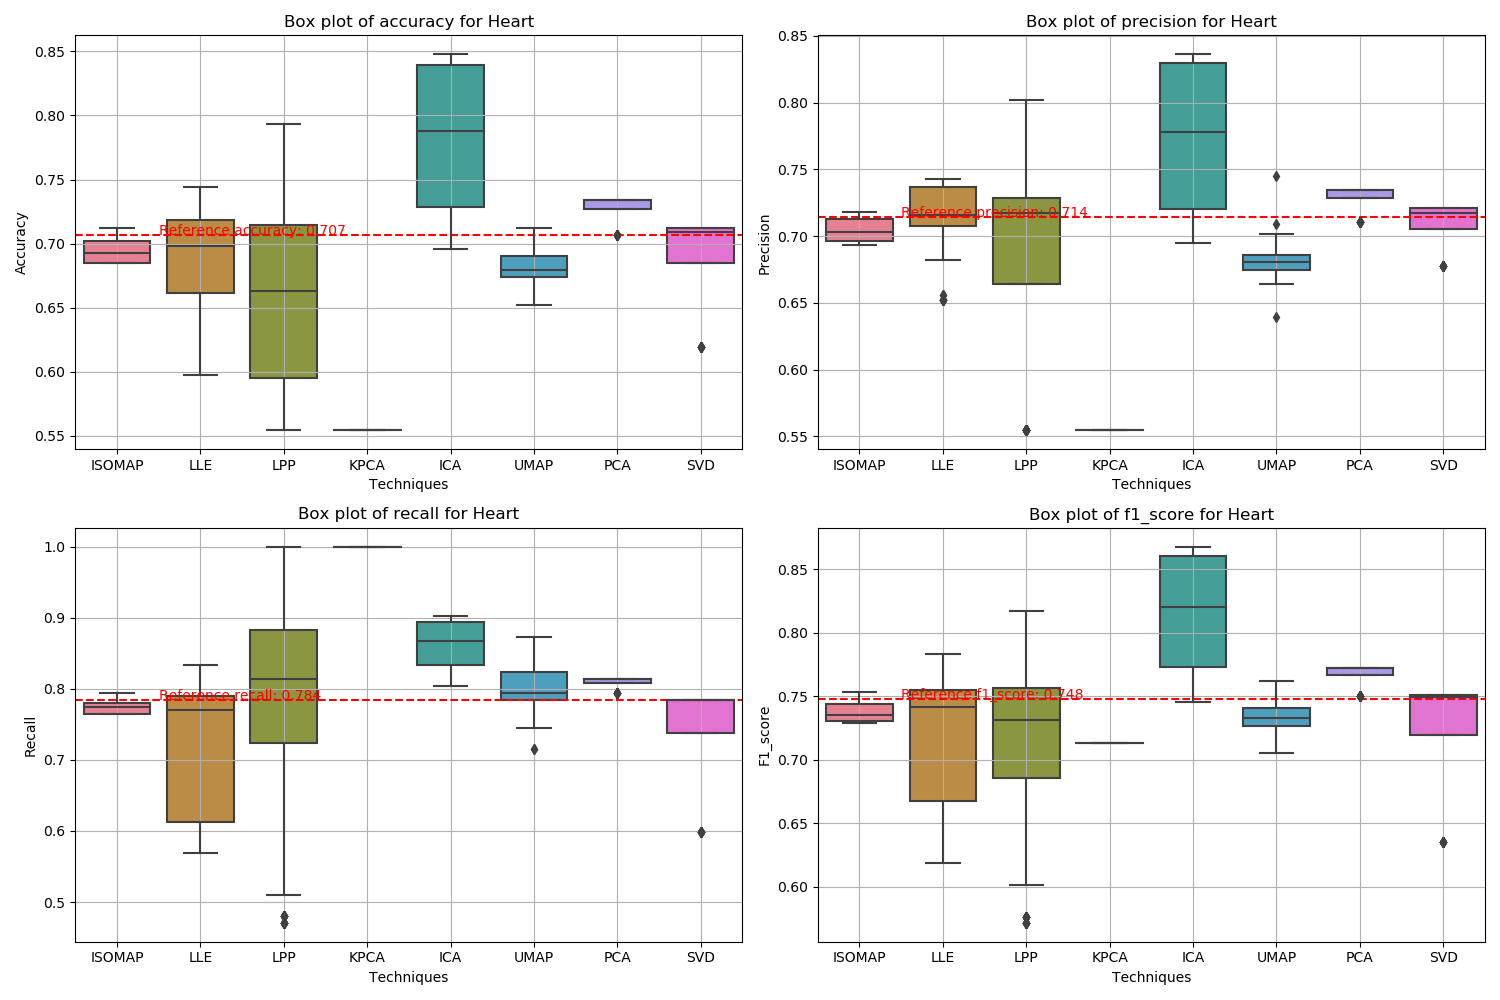 Box plot of accuracy for Heart
Accuracy
0.85
0.80
0.75
0.70
0.65
0.60
0.55
Reference accuracy: 0.707
ISOMAP LLE LPP KPCA ICA UMAP PCA SVD
Techniques
Box plot of precision for Heart
Precision
0.85
0.80
0.75
0.70
0.65
0.60
0.55
Reference precision: 0.714
ISOMAP LLE LPP KPCA ICA UMAP PCA SVD
Techniques
Box plot of recall for Heart
Recall
1.0
0.9
0.8
0.7
0.6
0.5
Reference recall: 0.784
ISOMAP LLE LPP KPCA ICA UMAP PCA SVD
Techniques
Box plot of f1_score for Heart
F1_score
0.85
0.80
0.75
0.70
0.65
0.60
Reference f1_score: 0.748
ISOMAP LLE LPP KPCA ICA UMAP PCA SVD
Techniques